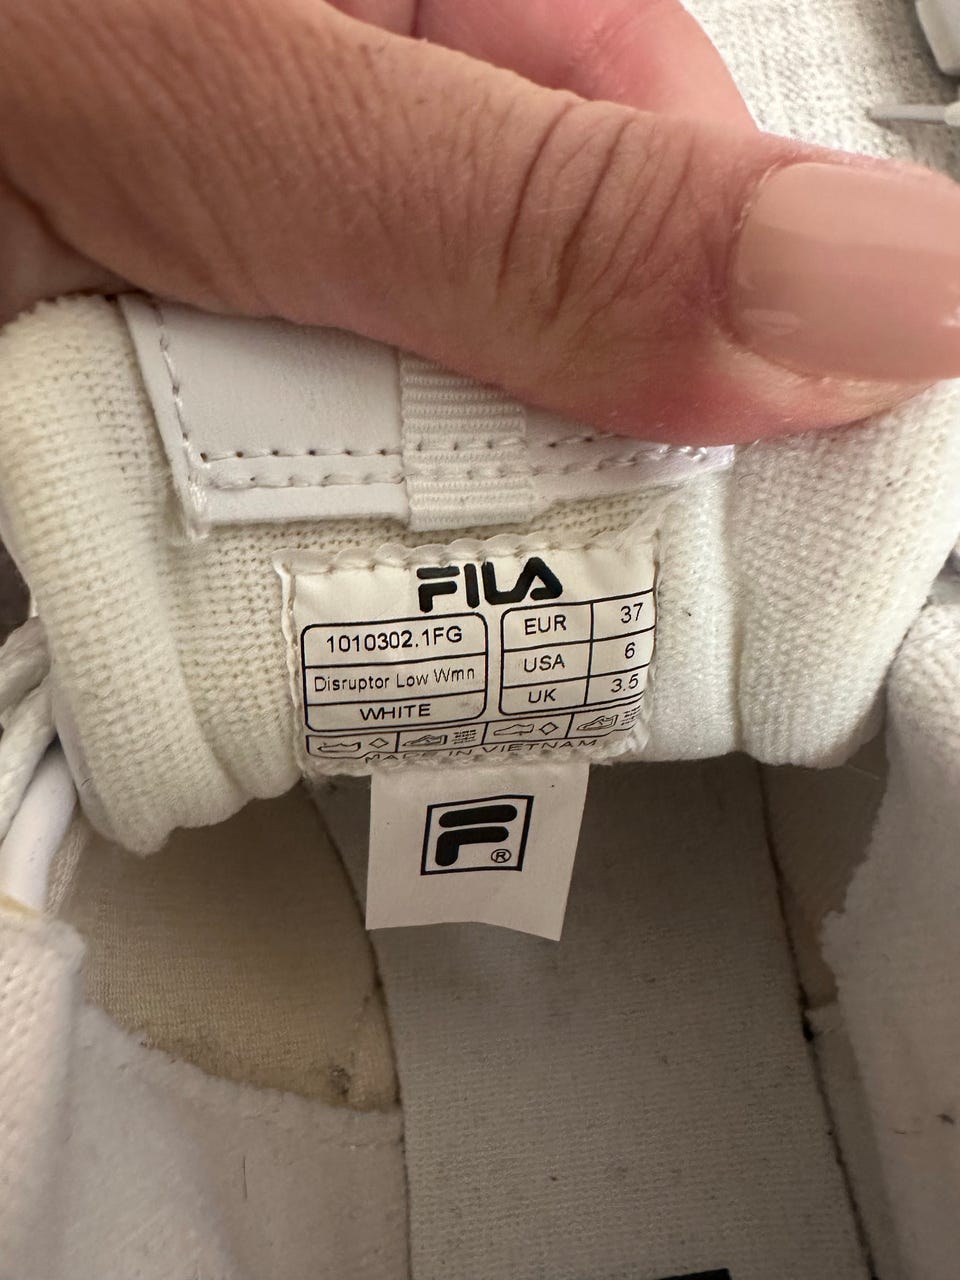 FILA
1010302.1FG
Disruptor Low Wmn
WHITE
EUR 37
USA 6
UK 3.5
MADE IN VIETNAM
F ®